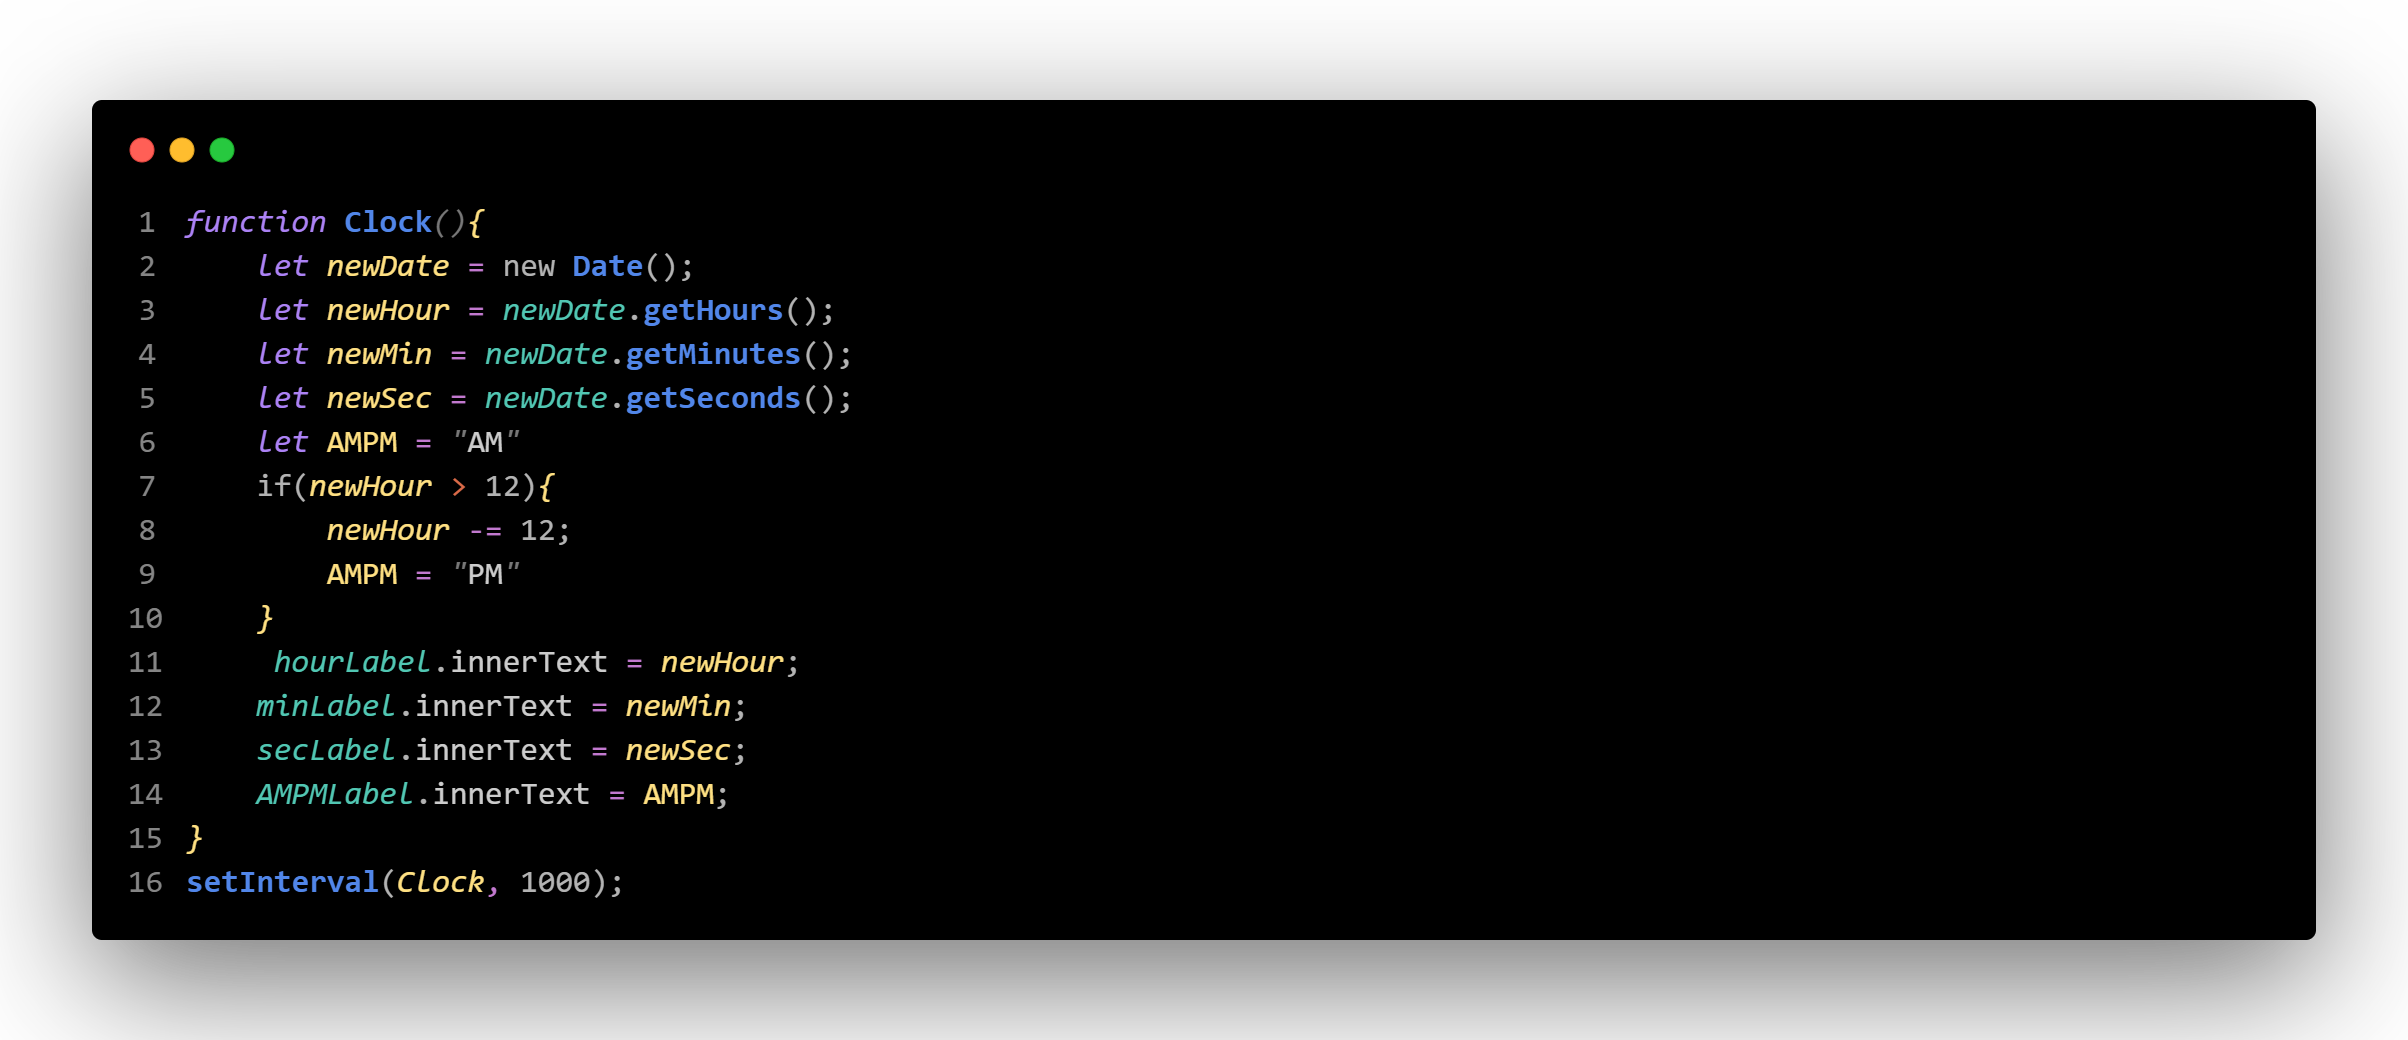 1 function Clock(){
2     let newDate = new Date();
3     let newHour = newDate.getHours();
4     let newMin = newDate.getMinutes();
5     let newSec = newDate.getSeconds();
6     let AMPM = "AM"
7     if(newHour > 12){
8         newHour -= 12;
9         AMPM = "PM"
10     }
11      hourLabel.innerText = newHour;
12     minLabel.innerText = newMin;
13     secLabel.innerText = newSec;
14     AMPMLabel.innerText = AMPM;
15 }
16 setInterval(Clock, 1000);